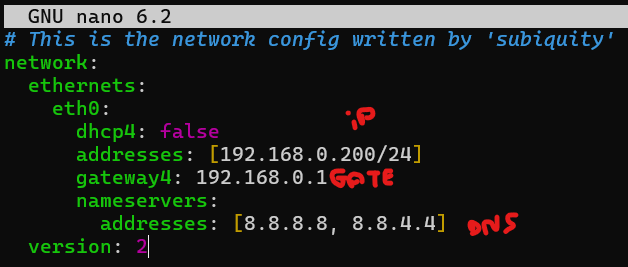 GNU nano 6.2
# This is the network config written by 'subiquity'
network:
  ethernets:
    eth0:
      dhcp4: false
iP
      addresses: [192.168.0.200/24]
      gateway4: 192.168.0.1 GATE
      nameservers:
        addresses: [8.8.8.8, 8.8.4.4] DNS
  version: 2